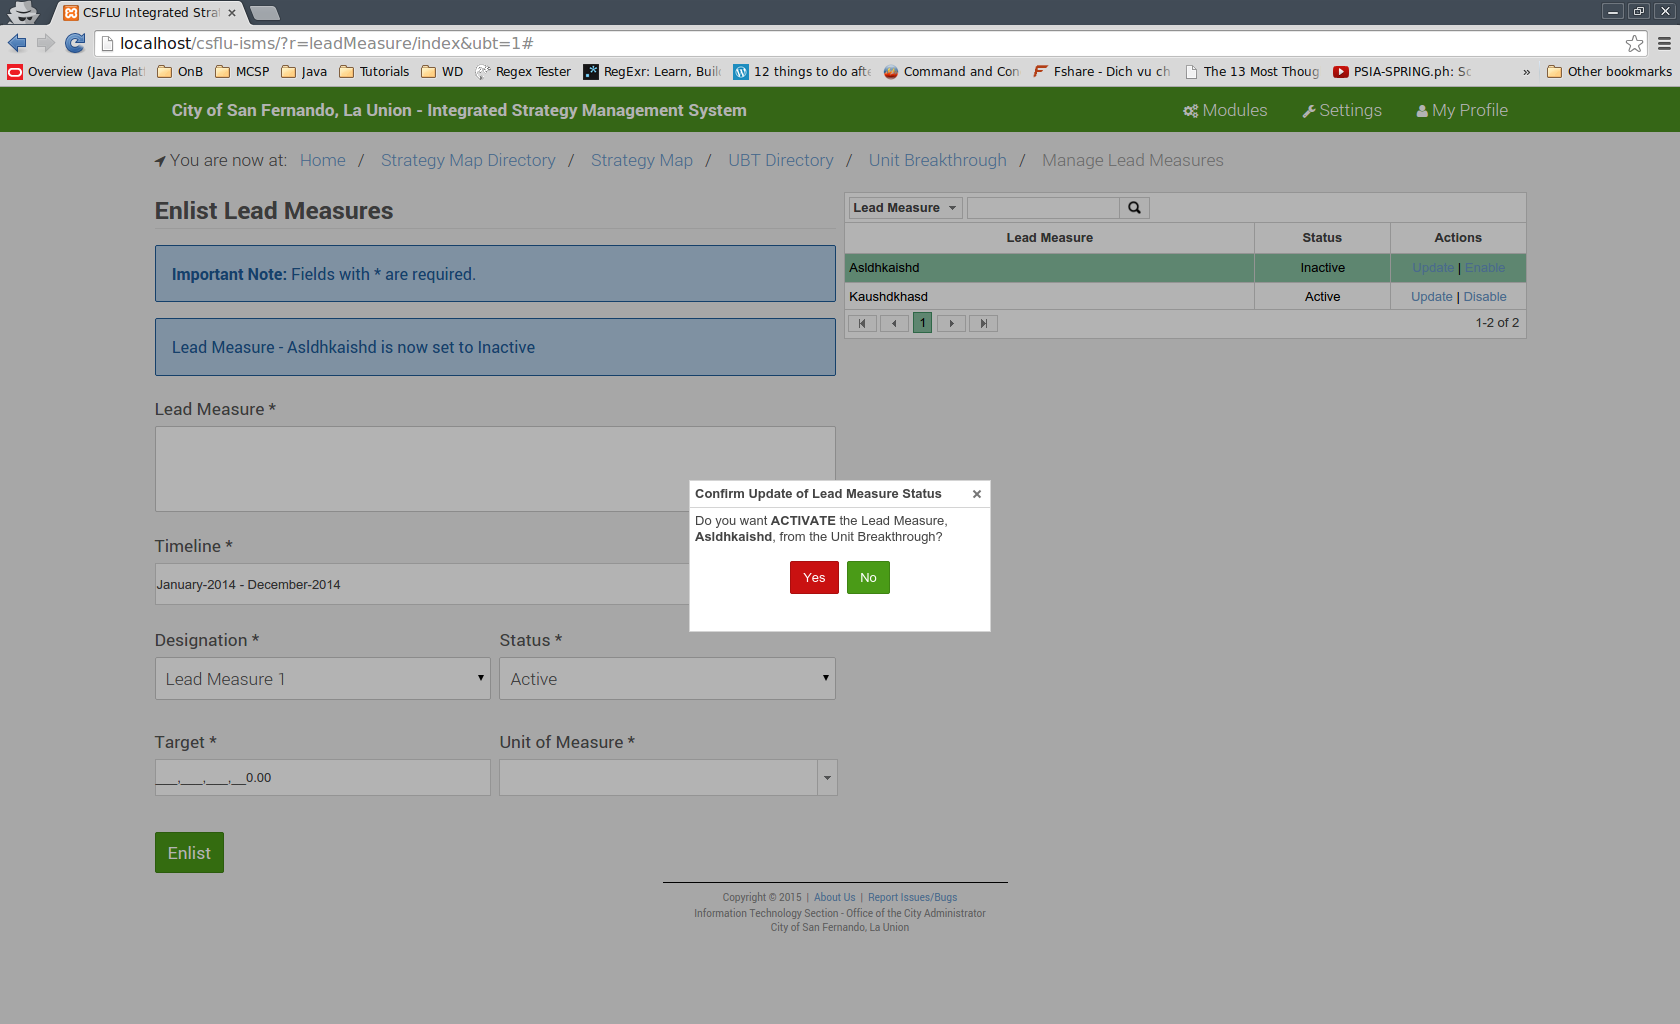 CSFLU Integrated Stra
localhost/csflu-isms/?r=leadMeasure/index&ubt=1#
Overview (Java Plat
OnB
MCSP
Java
Tutorials
WD
Regex Tester
RegExr: Learn, Buil
12 things to do afte
Command and Con
Fshare - Dich vu ch
The 13 Most Thoug
PSIA-SPRING.ph: Sc
»
Other bookmarks
City of San Fernando, La Union - Integrated Strategy Management System
Modules
Settings
My Profile
You are now at: Home / Strategy Map Directory / Strategy Map / UBT Directory / Unit Breakthrough / Manage Lead Measures
Enlist Lead Measures
Important Note: Fields with * are required.
Lead Measure - Asldhkaishd is now set to Inactive
Lead Measure *
Timeline *
January-2014 - December-2014
Designation * Status *
Lead Measure 1 Active
Target * Unit of Measure *
___,___,___,__0.00
Enlist
Lead Measure
Lead Measure Status Actions
Asldhkaishd Inactive Update | Enable
Kaushdkhasd Active Update | Disable
1 1-2 of 2
Confirm Update of Lead Measure Status
Do you want ACTIVATE the Lead Measure,
Asldhkaishd, from the Unit Breakthrough?
Yes No
Copyright © 2015 | About Us | Report Issues/Bugs
Information Technology Section - Office of the City Administrator
City of San Fernando, La Union